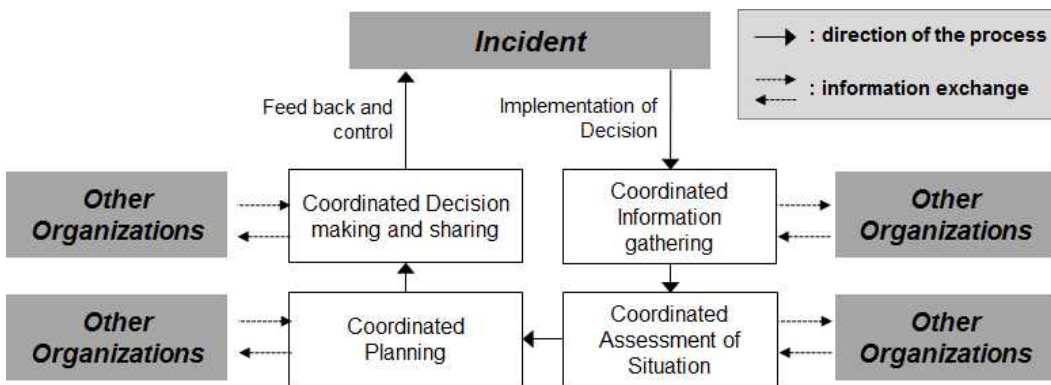 Incident
: direction of the process
: information exchange
Feed back and
control
Implementation of
Decision
Other
Organizations
Coordinated Decision
making and sharing
Coordinated
Information
gathering
Other
Organizations
Other
Organizations
Coordinated
Planning
Coordinated
Assessment of
Situation
Other
Organizations